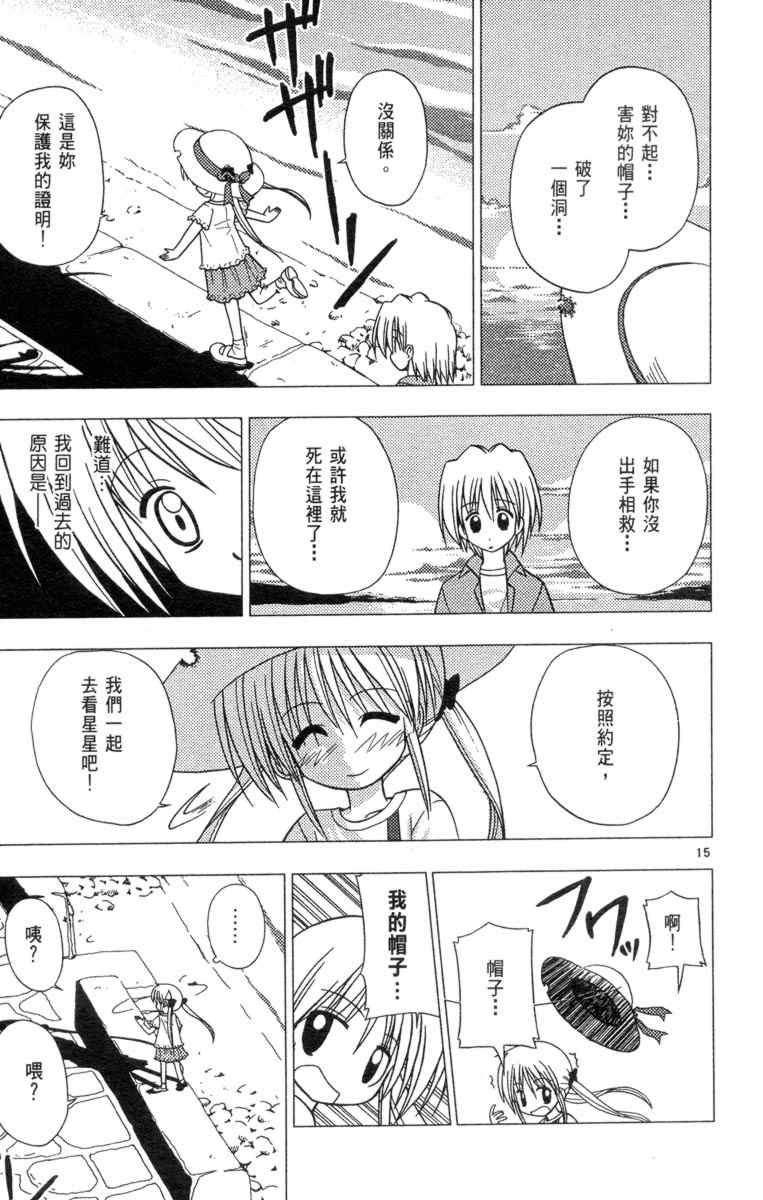 對不起…
害妳的帽子…
破了
一個洞…
沒關係。
這是妳
保護我的證明！
ザザザ…
如果你沒
出手相救…
或許我就
死在這裡了…
難道…
我回到過去的
原因是——
按照約定，
我們一起
去看星星吧！
15
啊！
フワッ
帽子…
我的帽子…
……
咦？
喂？